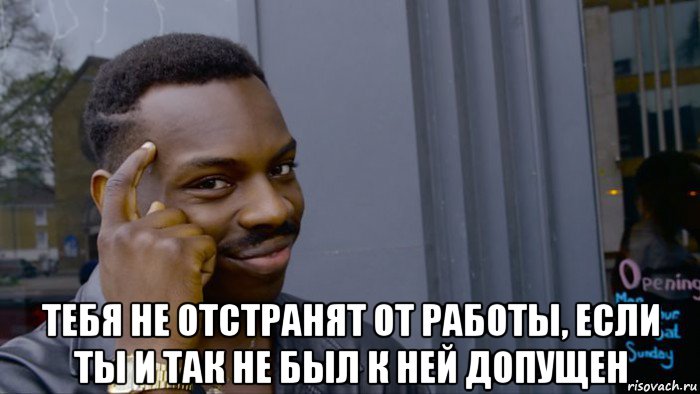 Opening
Sunday
ТЕБЯ НЕ ОТСТРАНЯТ ОТ РАБОТЫ, ЕСЛИ
ТЫ И ТАК НЕ БЫЛ К НЕЙ ДОПУЩЕН
risovach.ru